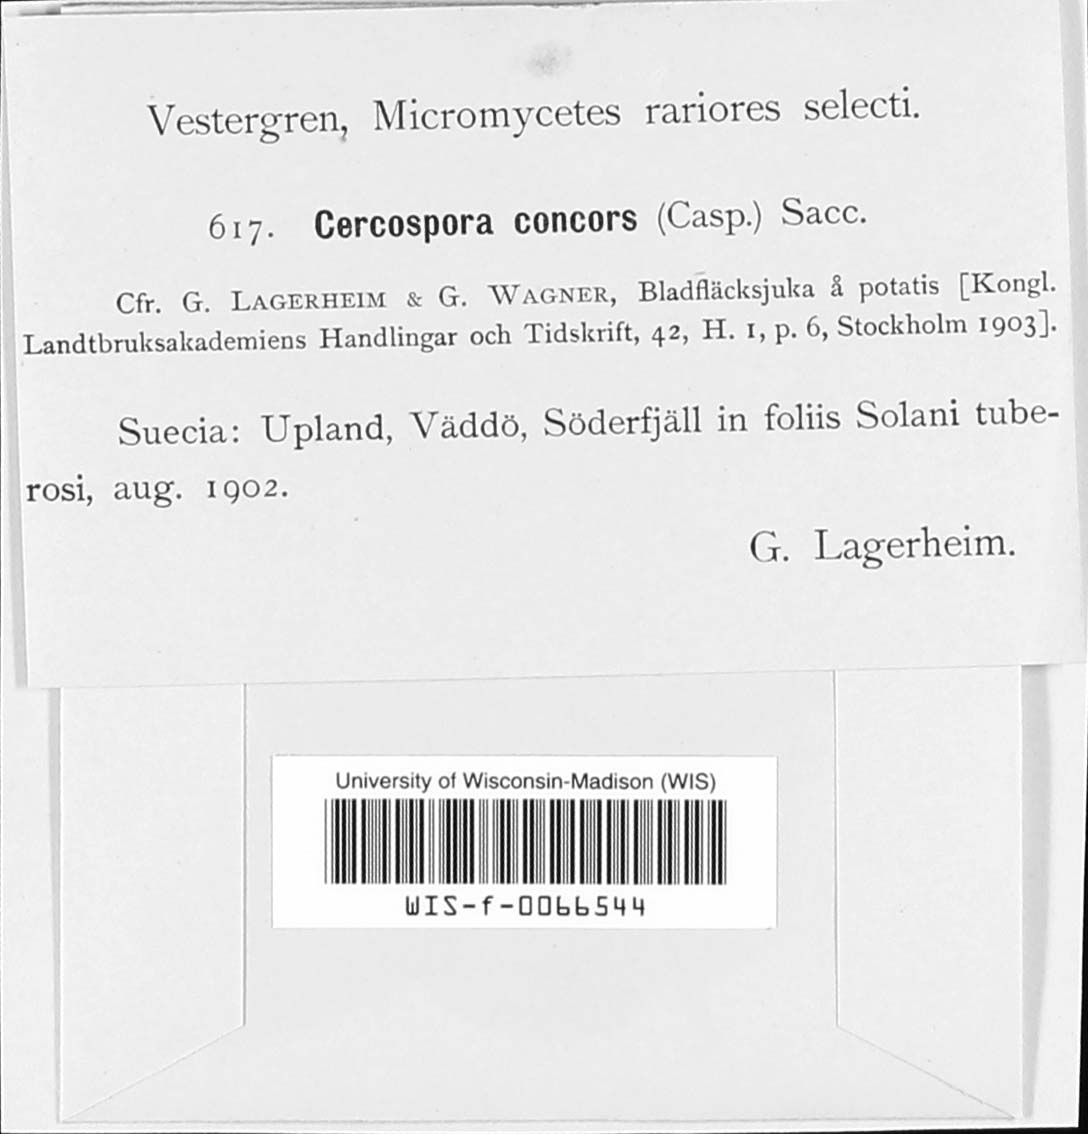 Vestergren, Micromycetes rariores selecti.
617. Cercospora concors (Casp.) Sacc.
Cfr. G. LAGERHEIM & G. WAGNER, Bladfläcksjuka å potatis [Kongl.
Landtbruksakademiens Handlingar och Tidskrift, 42, H. 1, p. 6, Stockholm 1903].
Suecia: Upland, Väddö, Söderfjäll in foliis Solani tube-
rosi, aug. 1902.
G. Lagerheim.
University of Wisconsin-Madison (WIS)
WIS-f-0066544